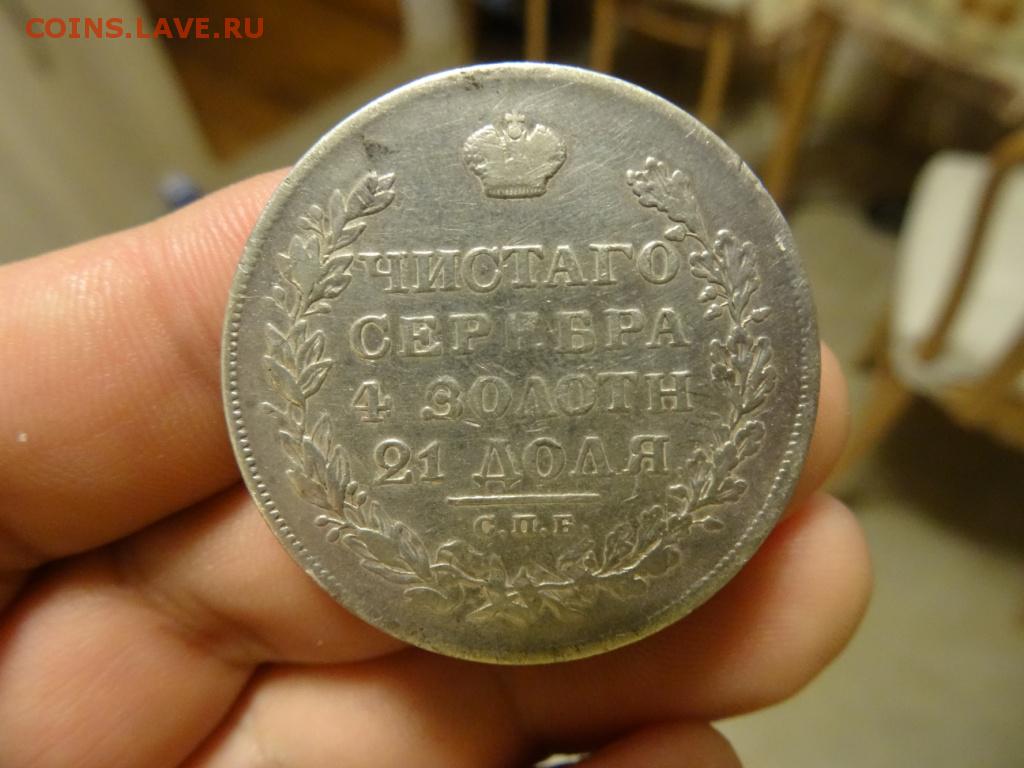 COINS.LAVE.RU
ЧИСТАГО
СЕРЕБРА
4 ЗОЛОТН
21 ДОЛЯ
С.П.Б.